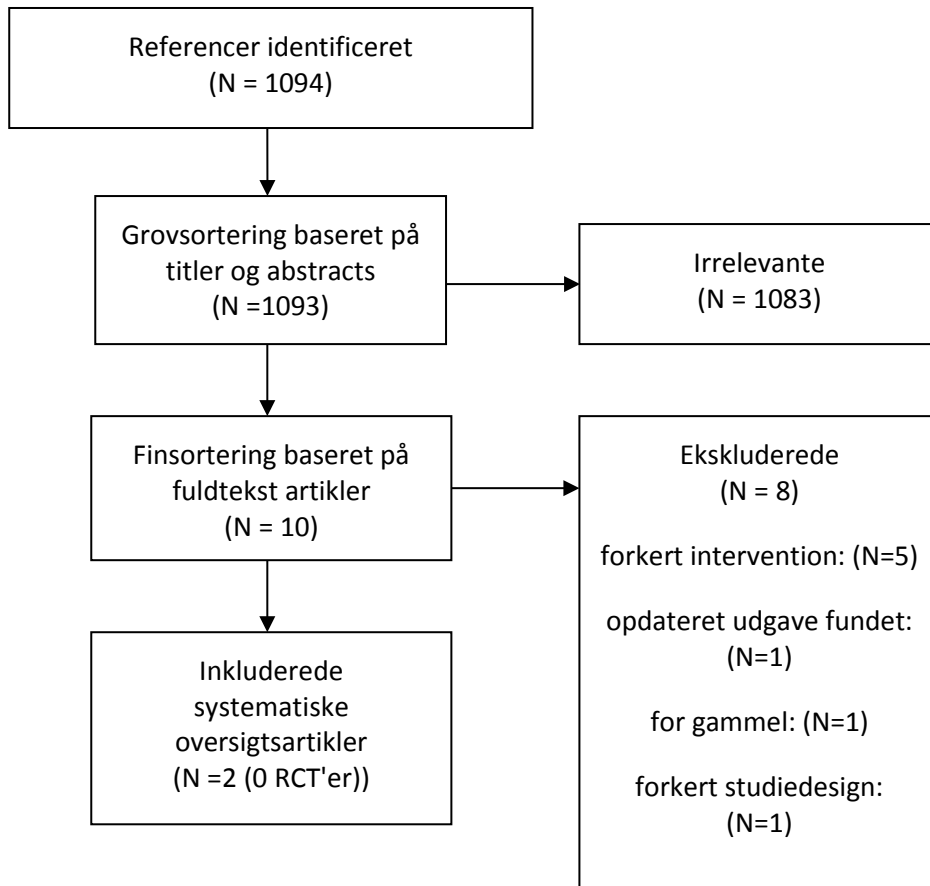 Referencer identificeret
(N = 1094)
Grovsortering baseret på
titler og abstracts
(N =1093)
Irrelevante
(N = 1083)
Finsortering baseret på
fuldtekst artikler
(N = 10)
Ekskluderede
(N = 8)
forkert intervention: (N=5)
opdateret udgave fundet:
(N=1)
for gammel: (N=1)
forkert studiedesign:
(N=1)
Inkluderede
systematiske
oversigtsartikler
(N =2 (0 RCT'er))